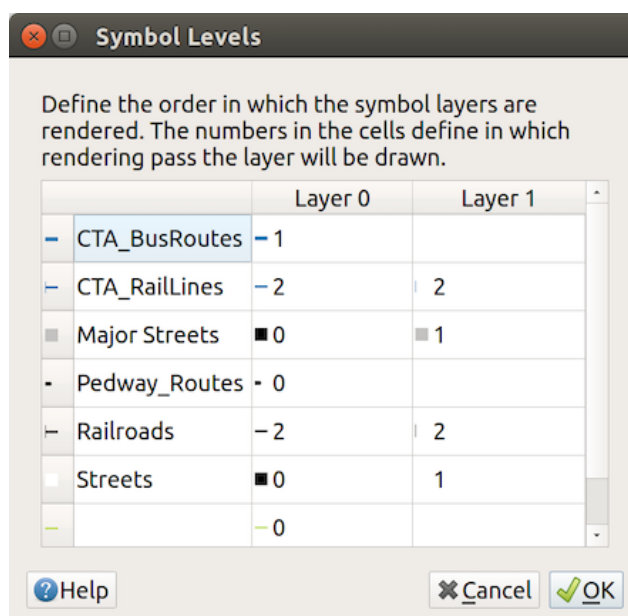 Symbol Levels
Define the order in which the symbol layers are
rendered. The numbers in the cells define in which
rendering pass the layer will be drawn.
Layer 0 Layer 1
CTA_BusRoutes 1
CTA_RailLines 2 2
Major Streets 0 1
Pedway_Routes 0
Railroads 2 2
Streets 0 1
0
Help Cancel OK